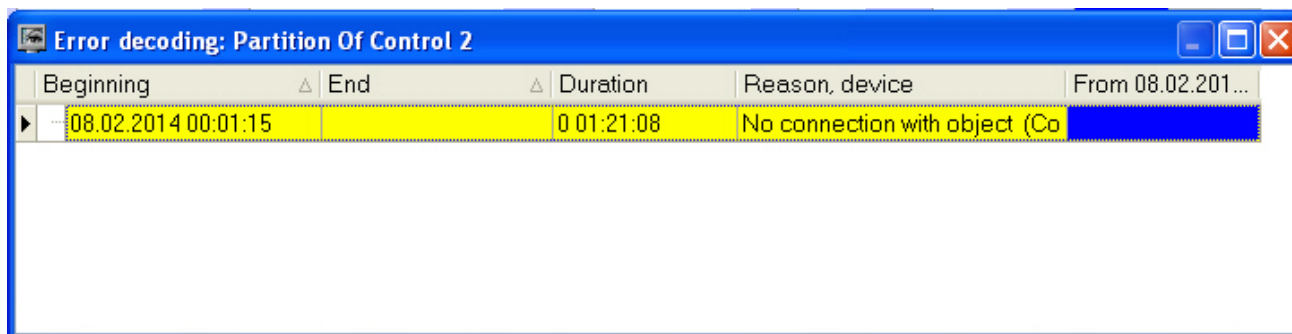 Error decoding: Partition Of Control 2
Beginning End Duration Reason, device From 08.02.201...
08.02.2014 00:01:15 0 01:21:08 No connection with object (Co